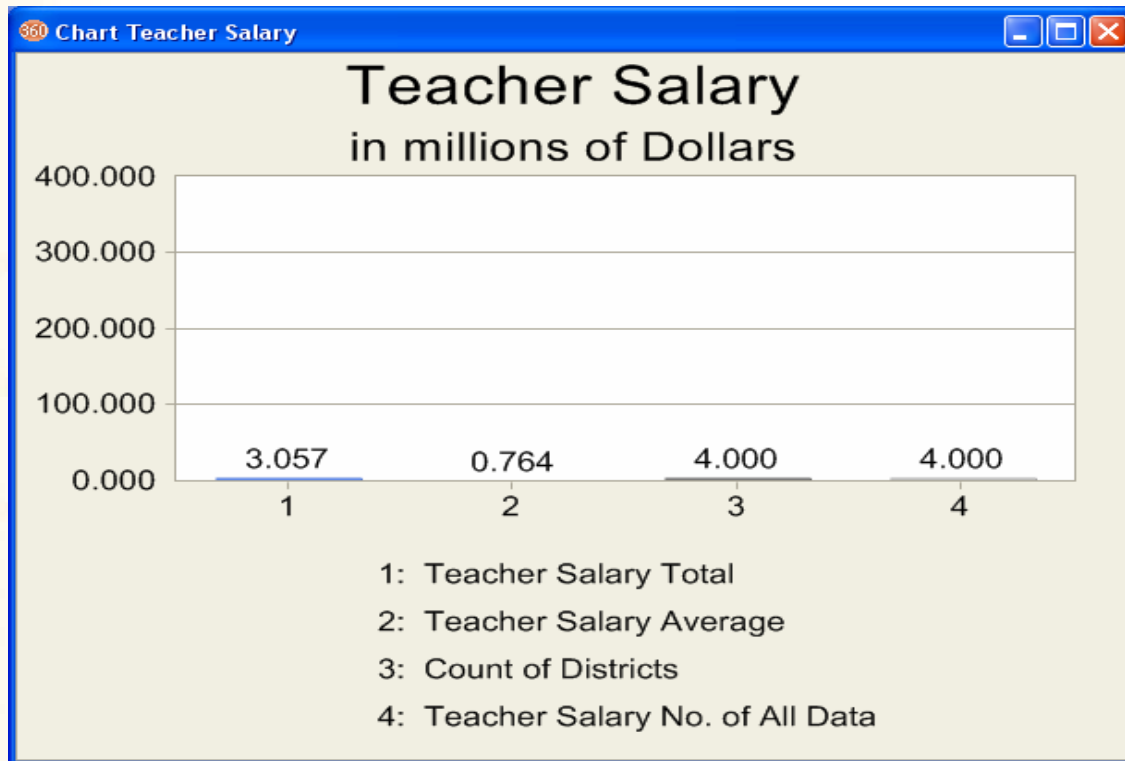 360 Chart Teacher Salary
Teacher Salary
in millions of Dollars
400.000
300.000
200.000
100.000
0.000
3.057 0.764 4.000 4.000
1 2 3 4
1: Teacher Salary Total
2: Teacher Salary Average
3: Count of Districts
4: Teacher Salary No. of All Data